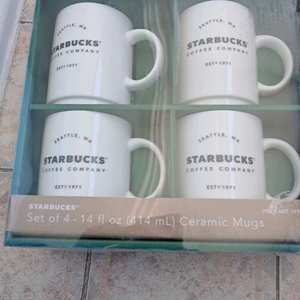 SEATTLE, WA
STARBUCKS®
COFFEE COMPANY
EST! 1971
SEATTLE, WA
STARBUCKS®
COFFEE COMPANY
EST! 1971
SEATTLE, WA
STARBUCKS®
COFFEE COMPANY
EST! 1971
SEATTLE, WA
STARBUCKS®
COFFEE COMPANY
EST! 1971
STARBUCKS®
Set of 4 - 14 fl oz (414 mL) Ceramic Mugs